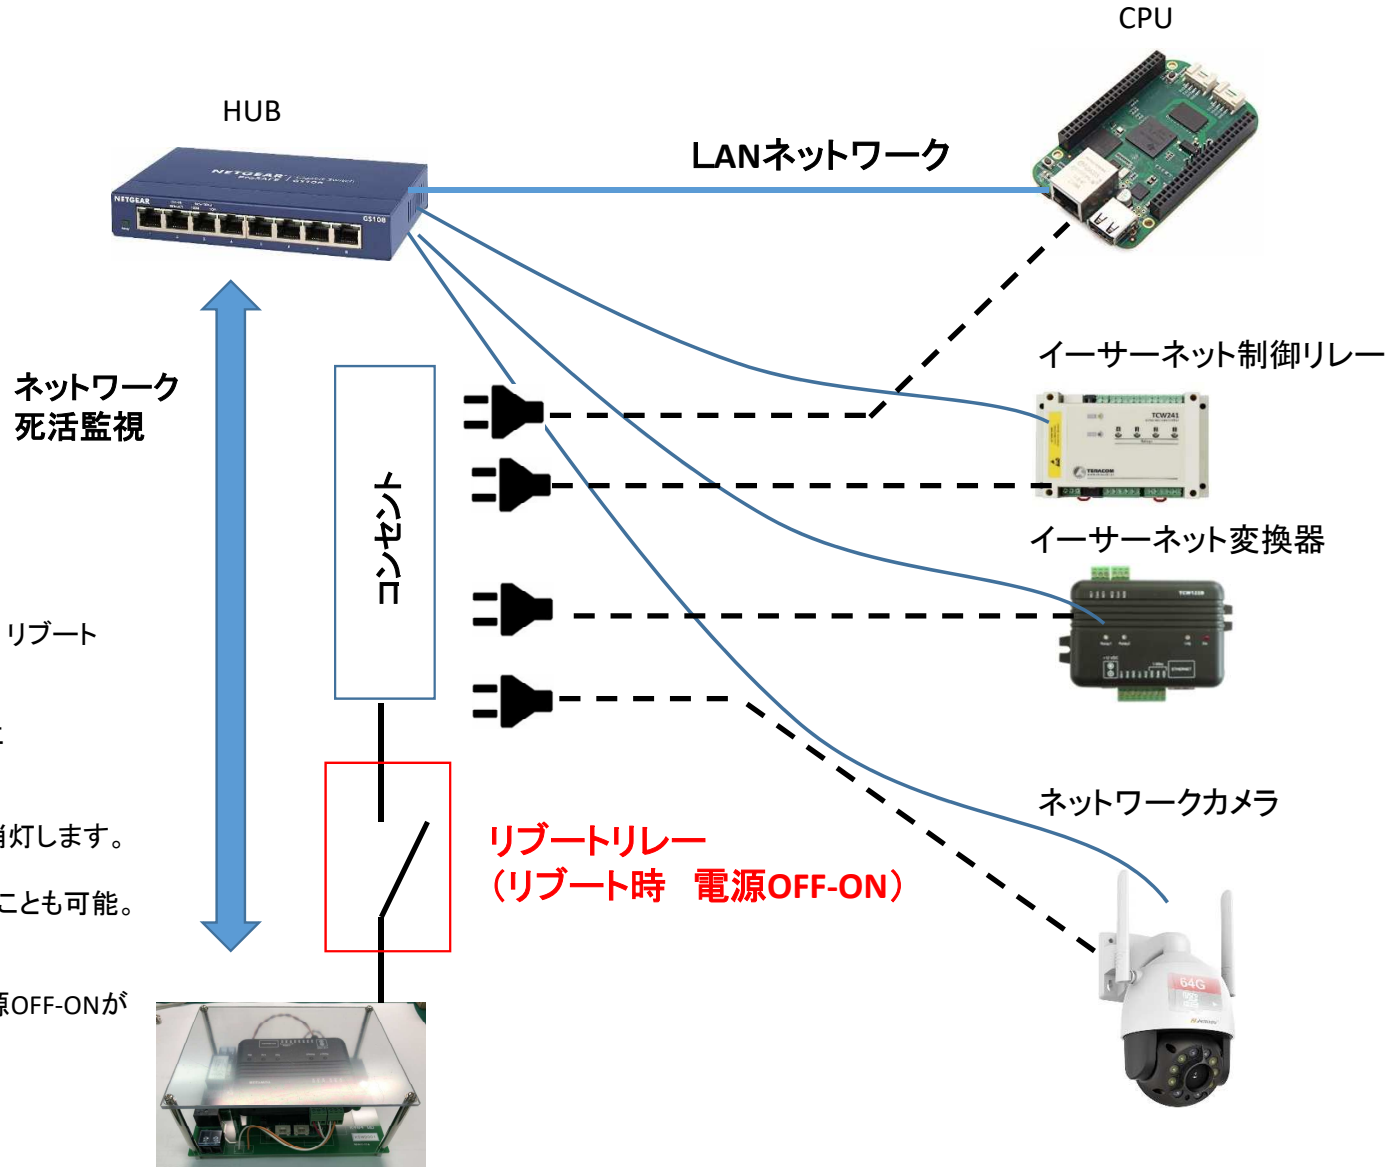 CPU
HUB
LANネットワーク
NETGEAR
NETGEAR
GS108
イーサーネット制御リレー
TCW241
TERACOM
ネットワーク
死活監視
コンセント
イーサーネット変換器
リブート
ネットワークカメラ
消灯します。
リブートリレー
（リブート時　電源OFF-ON）
ことも可能。
64G
源OFF-ONが